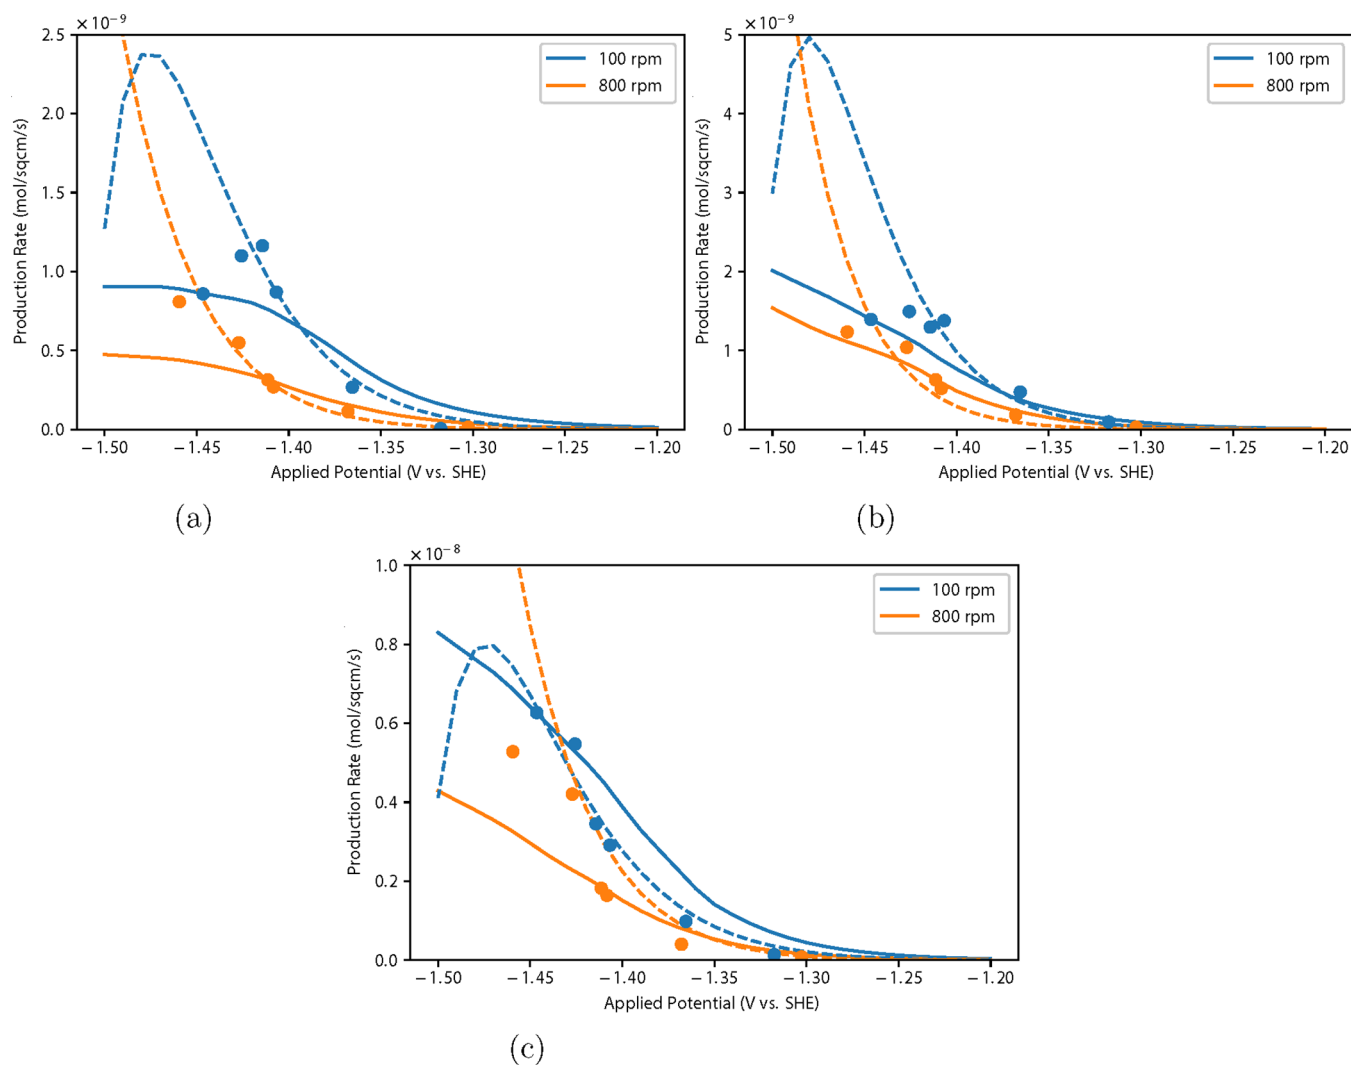 ×10⁻⁹
2.5
2.0
1.5
1.0
0.5
0.0
Production Rate (mol/sqcm/s)
100 rpm
800 rpm
−1.50 −1.45 −1.40 −1.35 −1.30 −1.25 −1.20
Applied Potential (V vs. SHE)
(a)
×10⁻⁹
5
4
3
2
1
0
Production Rate (mol/sqcm/s)
100 rpm
800 rpm
−1.50 −1.45 −1.40 −1.35 −1.30 −1.25 −1.20
Applied Potential (V vs. SHE)
(b)
×10⁻⁸
1.0
0.8
0.6
0.4
0.2
0.0
Production Rate (mol/sqcm/s)
100 rpm
800 rpm
−1.50 −1.45 −1.40 −1.35 −1.30 −1.25 −1.20
Applied Potential (V vs. SHE)
(c)